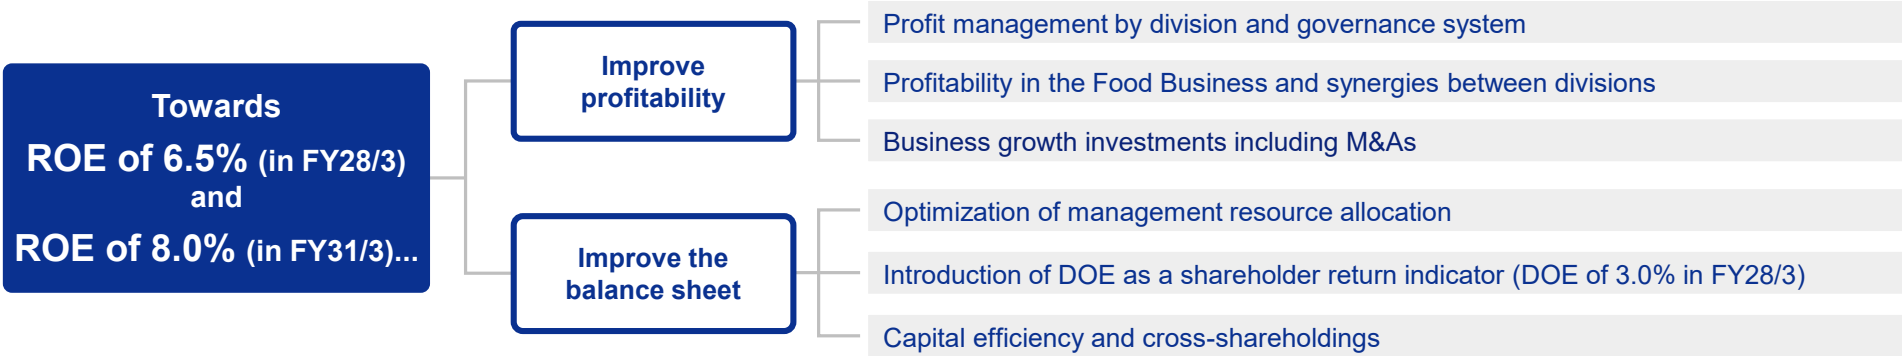 Towards
ROE of 6.5% (in FY28/3)
and
ROE of 8.0% (in FY31/3)...
Improve
profitability
Profit management by division and governance system
Profitability in the Food Business and synergies between divisions
Business growth investments including M&As
Improve the
balance sheet
Optimization of management resource allocation
Introduction of DOE as a shareholder return indicator (DOE of 3.0% in FY28/3)
Capital efficiency and cross-shareholdings